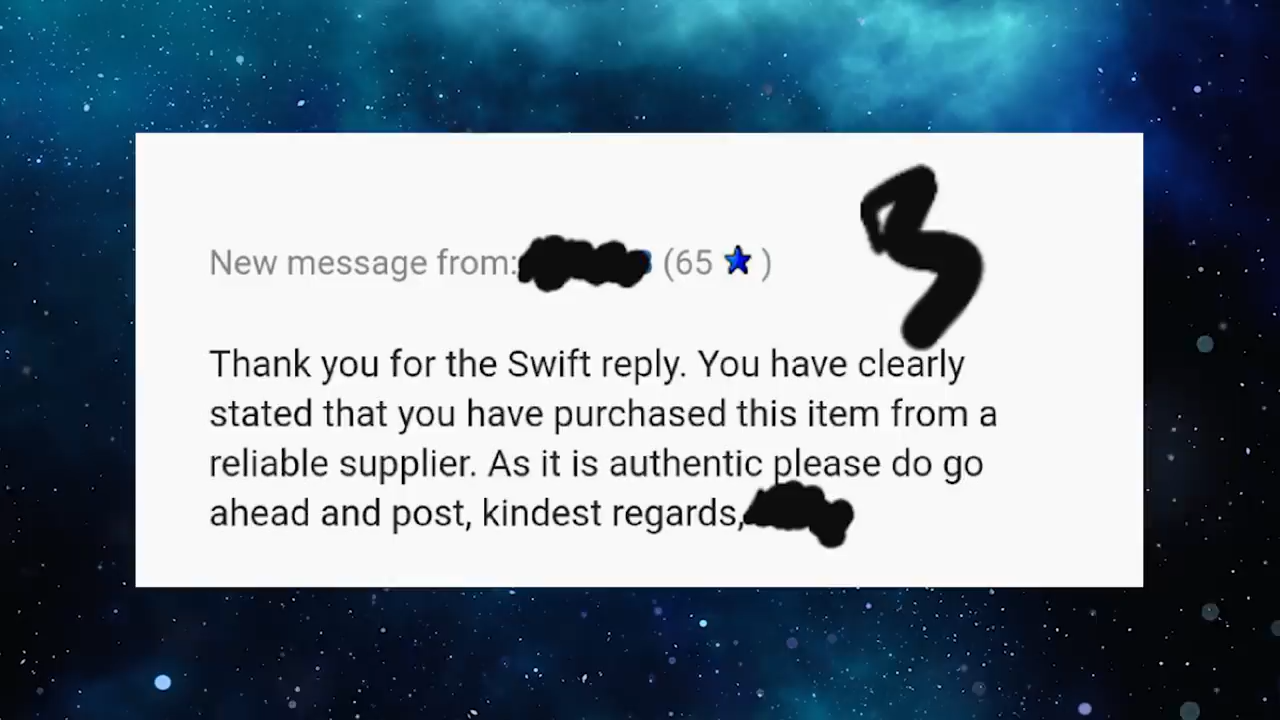 New message from: (65 ★ )
3
Thank you for the Swift reply. You have clearly
stated that you have purchased this item from a
reliable supplier. As it is authentic please do go
ahead and post, kindest regards,